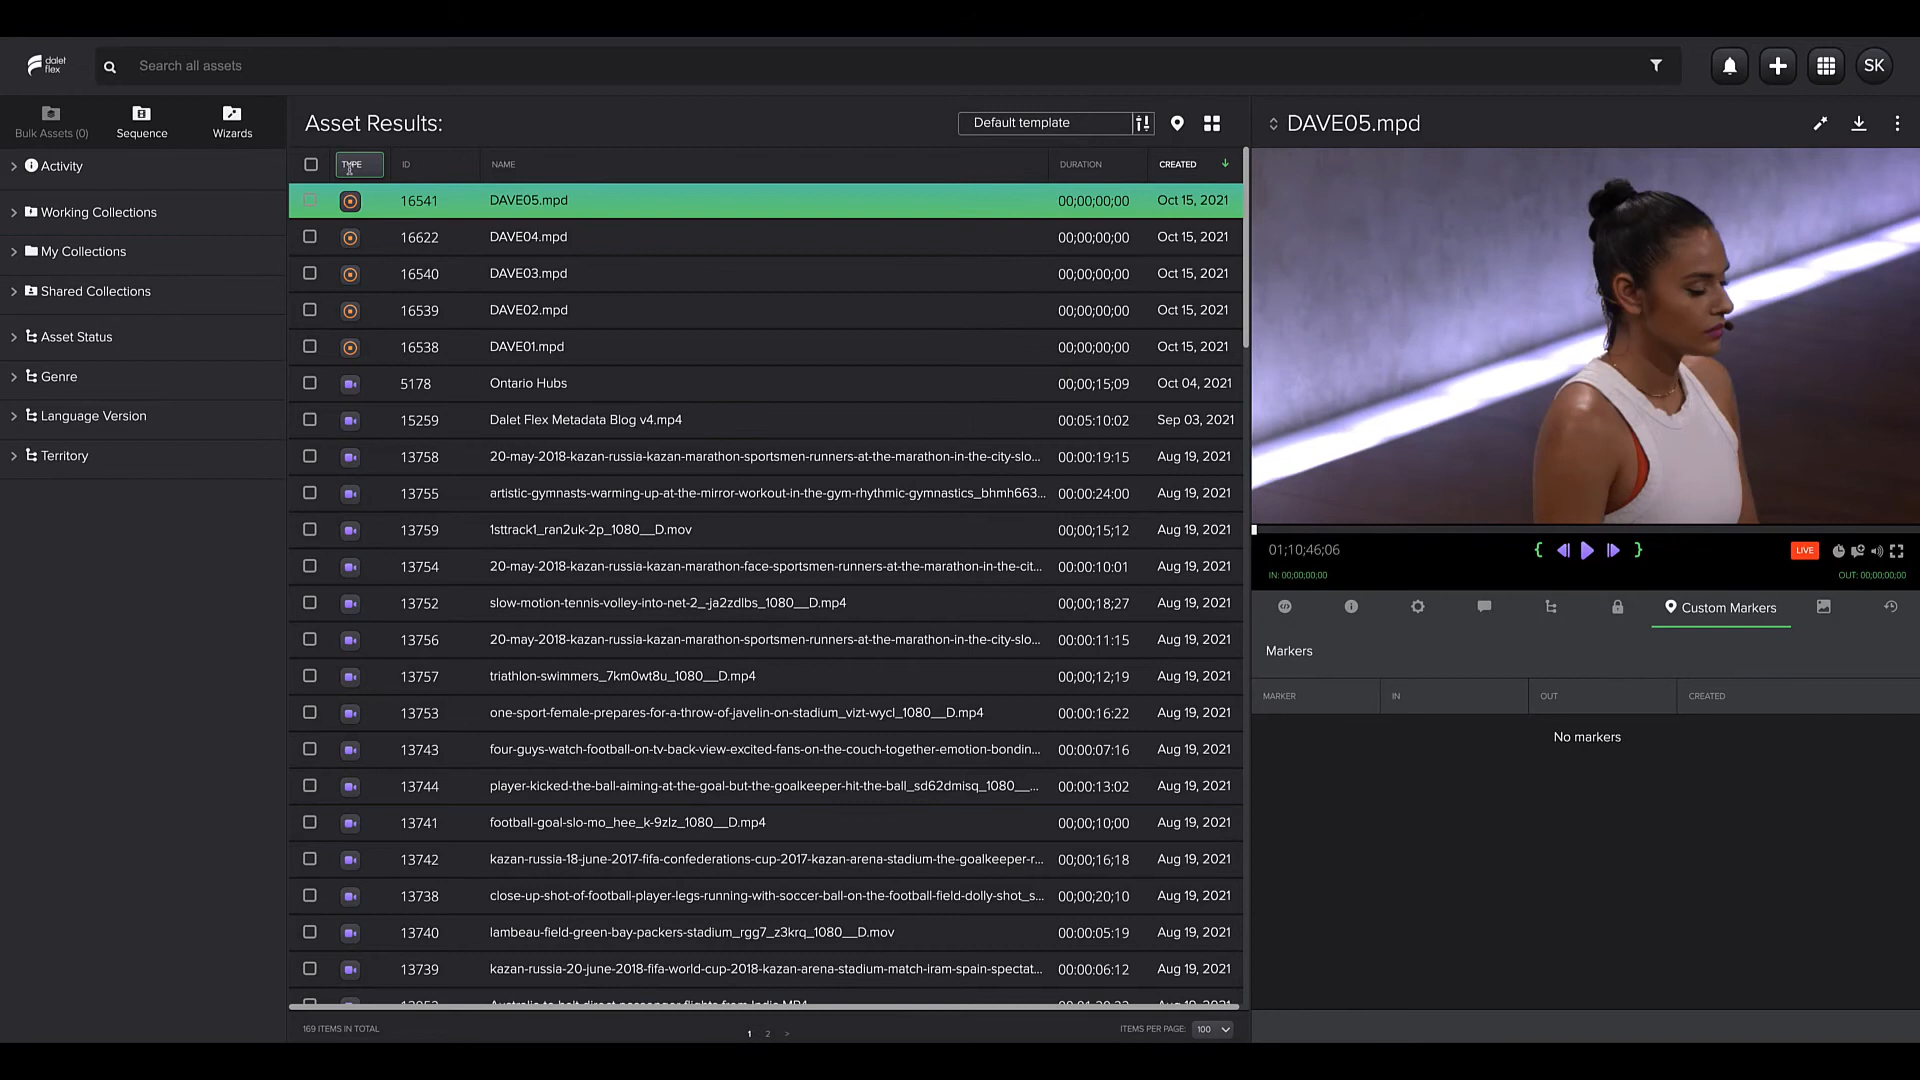 dalet flex
Search all assets
SK
Bulk Assets (0)
Sequence
Wizards
Activity
Working Collections
My Collections
Shared Collections
Asset Status
Genre
Language Version
Territory
Asset Results:
Default template
TYPE ID NAME DURATION CREATED
16541 DAVE05.mpd 00;00;00;00 Oct 15, 2021
16622 DAVE04.mpd 00;00;00;00 Oct 15, 2021
16540 DAVE03.mpd 00;00;00;00 Oct 15, 2021
16539 DAVE02.mpd 00;00;00;00 Oct 15, 2021
16538 DAVE01.mpd 00;00;00;00 Oct 15, 2021
5178 Ontario Hubs 00;00;15;09 Oct 04, 2021
15259 Dalet Flex Metadata Blog v4.mp4 00:05:10:02 Sep 03, 2021
13758 20-may-2018-kazan-russia-kazan-marathon-sportsmen-runners-at-the-marathon-in-the-city-slo... 00:00:19:15 Aug 19, 2021
13755 artistic-gymnasts-warming-up-at-the-mirror-workout-in-the-gym-rhythmic-gymnastics_bhmh663... 00:00:24:00 Aug 19, 2021
13759 1sttrack1_ran2uk-2p_1080__D.mov 00;00;15;12 Aug 19, 2021
13754 20-may-2018-kazan-russia-kazan-marathon-face-sportsmen-runners-at-the-marathon-in-the-cit... 00:00:10:01 Aug 19, 2021
13752 slow-motion-tennis-volley-into-net-2_-ja2zdlbs_1080__D.mp4 00;00;18;27 Aug 19, 2021
13756 20-may-2018-kazan-russia-kazan-marathon-sportsmen-runners-at-the-marathon-in-the-city-slo... 00:00:11:15 Aug 19, 2021
13757 triathlon-swimmers_7km0wt8u_1080__D.mp4 00;00;12;19 Aug 19, 2021
13753 one-sport-female-prepares-for-a-throw-of-javelin-on-stadium_vizt-wycl_1080__D.mp4 00:00:16:22 Aug 19, 2021
13743 four-guys-watch-football-on-tv-back-view-excited-fans-on-the-couch-together-emotion-bondin... 00:00:07:16 Aug 19, 2021
13744 player-kicked-the-ball-aiming-at-the-goal-but-the-goalkeeper-hit-the-ball_sd62dmisq_1080__... 00:00:13:02 Aug 19, 2021
13741 football-goal-slo-mo_hee_k-9zlz_1080__D.mp4 00;00;10;00 Aug 19, 2021
13742 kazan-russia-18-june-2017-fifa-confederations-cup-2017-kazan-arena-stadium-the-goalkeeper-r... 00;00;16;18 Aug 19, 2021
13738 close-up-shot-of-football-player-legs-running-with-soccer-ball-on-the-football-field-dolly-shot_s... 00;00;20;10 Aug 19, 2021
13740 lambeau-field-green-bay-packers-stadium_rgg7_z3krq_1080__D.mov 00:00:05:19 Aug 19, 2021
13739 kazan-russia-20-june-2018-fifa-world-cup-2018-kazan-arena-stadium-match-iram-spain-spectat... 00:00:06:12 Aug 19, 2021
169 ITEMS IN TOTAL
1 2 >
ITEMS PER PAGE: 100
DAVE05.mpd
01;10;46;06
LIVE
IN: 00;00;00;00
OUT: 00;00;00;00
Custom Markers
Markers
MARKER IN OUT CREATED
No markers